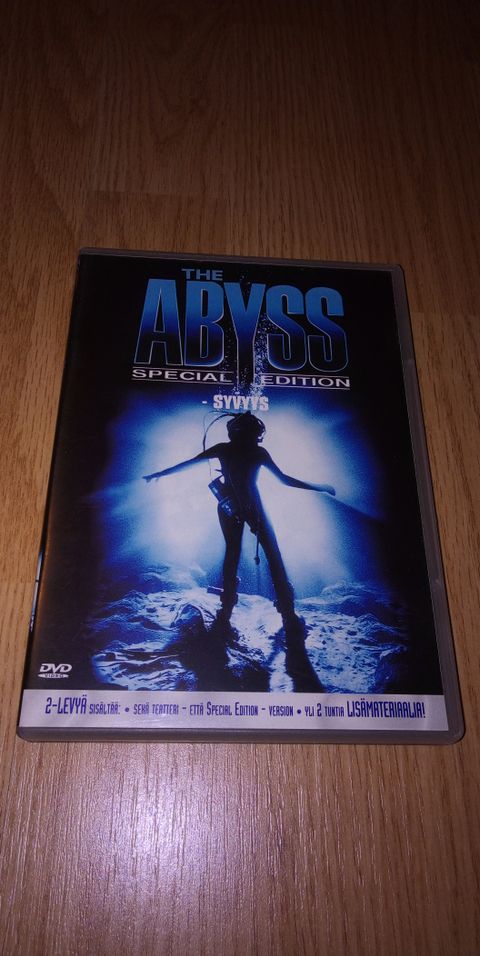 THE
ABYSS
SPECIAL EDITION
- SYVYYS
DVD
VIDEO
2-LEVYÄ SISÄLTÄÄ: • SEKÄ TEATTERI - ETTÄ SPECIAL EDITION - VERSION • YLI 2 TUNTIA LISÄMATERIAALIA!